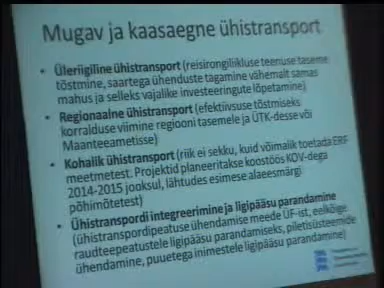 Mugav ja kaasaegne ühistransport
• Üleriigiline ühistransport (reisirongiliikluse teenuse taseme
tõstmine, saartega ühenduste tagamine vähemalt samas
mahus ja selleks vajalike investeeringute lõpetamine)
• Regionaalne ühistransport (efektiivsuse tõstmiseks
korralduse viimine regiooni tasemele ja ÜTK-desse või
Maanteeametisse)
• Kohalik ühistransport (riik ei sekku, kuid võimalik toetada ERF
meetmetest. Projektid planeeritakse koostöös KOV-dega
2014-2015 jooksul, lähtudes esimese alaeesmärgi
põhimõtetest)
• Ühistranspordi integreerimine ja ligipääsu parandamine
(ühistranspordipeatuse ühendamise meede ÜF-ist, eelkõige
raudteepeatustele ligipääsu parandamiseks, piletisüsteemide
ühendamine, puuetega inimestele ligipääsu parandamine)